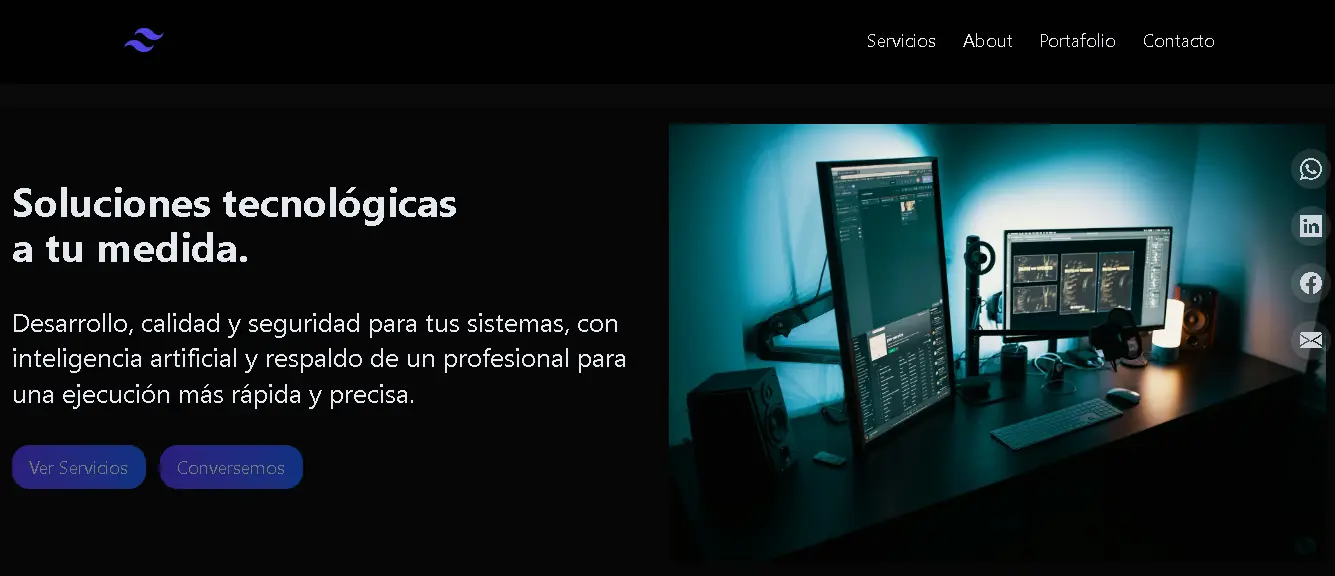 Servicios About Portafolio Contacto
Soluciones tecnológicas
a tu medida.
Desarrollo, calidad y seguridad para tus sistemas, con
inteligencia artificial y respaldo de un profesional para
una ejecución más rápida y precisa.
Ver Servicios Conversemos
in